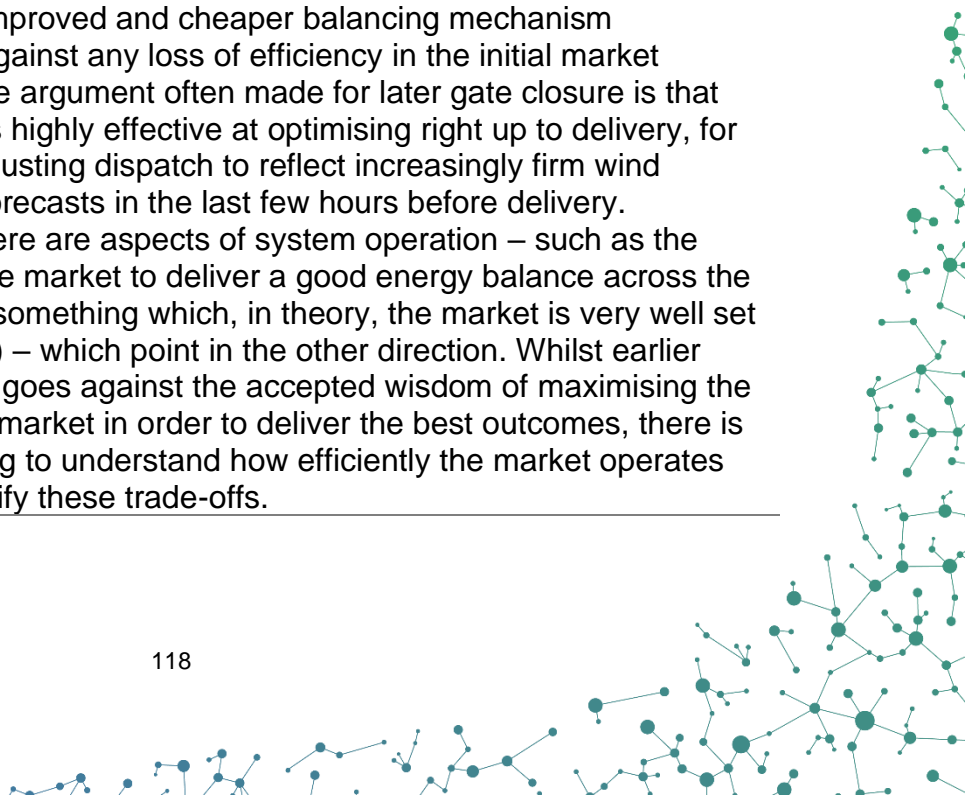 nproved and cheaper balancing mechanism
gainst any loss of efficiency in the initial market
e argument often made for later gate closure is that
s highly effective at optimising right up to delivery, for
usting dispatch to reflect increasingly firm wind
orecasts in the last few hours before delivery.
ere are aspects of system operation – such as the
e market to deliver a good energy balance across the
something which, in theory, the market is very well set
) – which point in the other direction. Whilst earlier
goes against the accepted wisdom of maximising the
market in order to deliver the best outcomes, there is
g to understand how efficiently the market operates
ify these trade-offs.
118